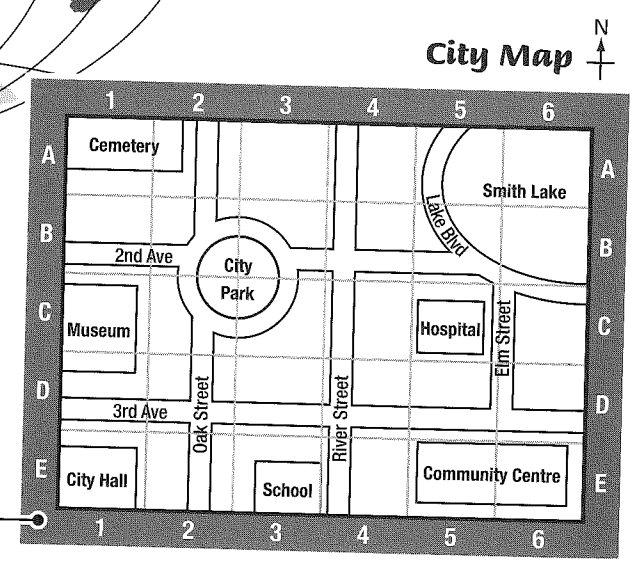 N
City Map
1 2 3 4 5 6
A
Cemetery
Smith Lake
A
B
2nd Ave
City
Park
Lake Blvd
B
C
Museum
Hospital
Elm Street
C
D
3rd Ave
Oak Street
River Street
D
E
City Hall
School
Community Centre
E
1 2 3 4 5 6